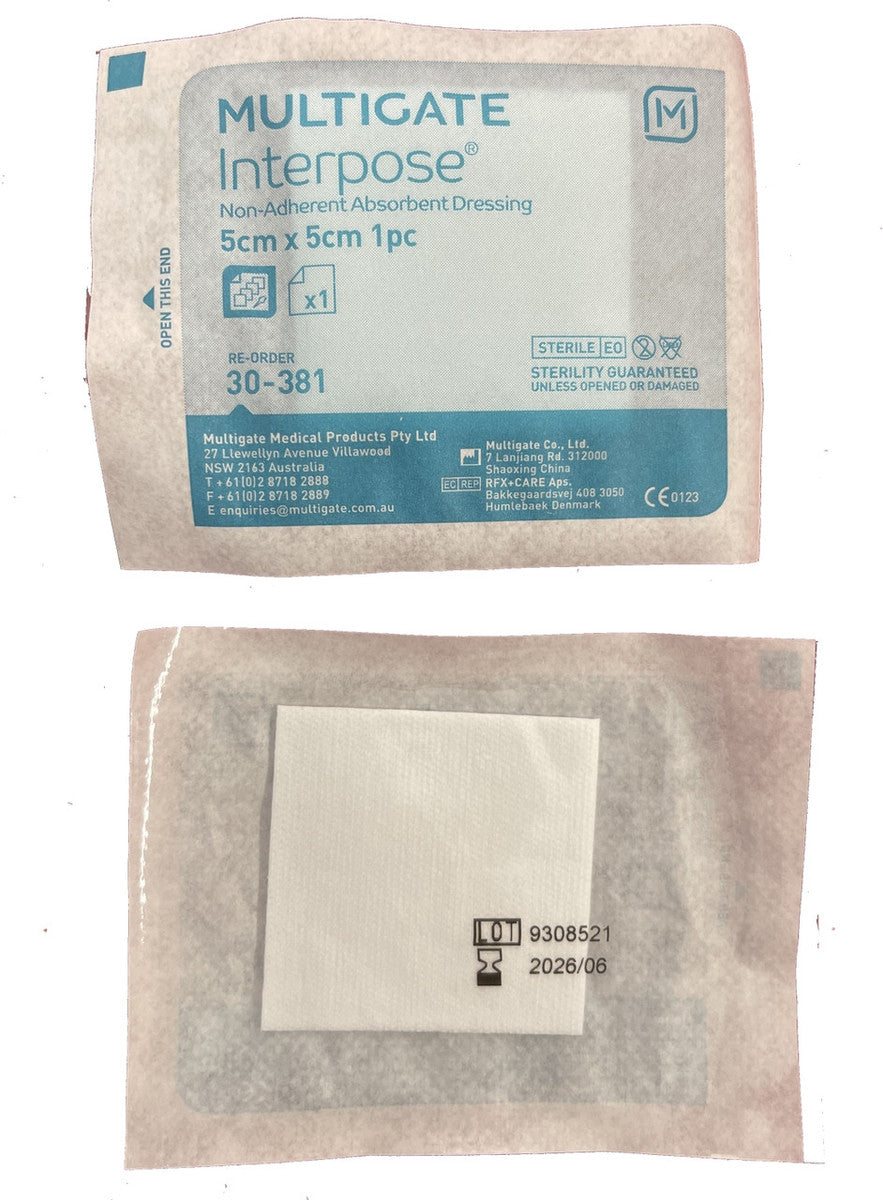 MULTIGATE
Interpose®
Non-Adherent Absorbent Dressing
5cm x 5cm 1pc
x1
OPEN THIS END
RE-ORDER
30-381
STERILE EO
STERILITY GUARANTEED
UNLESS OPENED OR DAMAGED
Multigate Medical Products Pty Ltd
27 Llewellyn Avenue Villawood
NSW 2163 Australia
T + 61(0)2 8718 2888
F + 61(0)2 8718 2889
E enquiries@multigate.com.au
Multigate Co., Ltd.
7 Lanjiang Rd. 312000
Shaoxing China
EC REP RFX+CARE Aps.
Bakkegaardsvej 408 3050
Humlebaek Denmark
CE 0123
LOT 9308521
2026/06